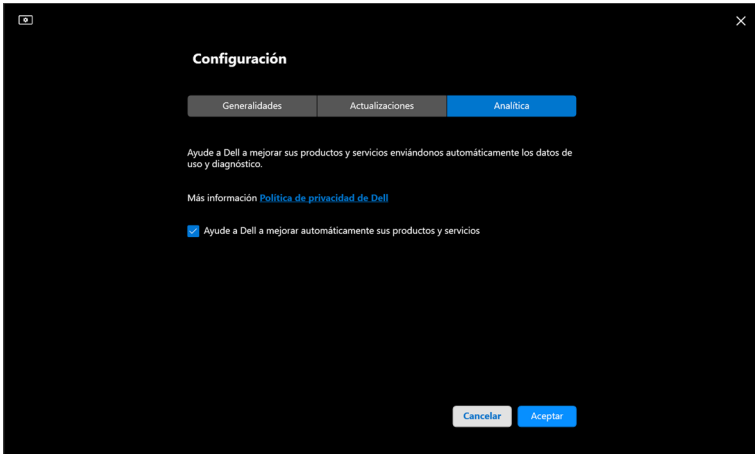 Configuración
Generalidades
Actualizaciones
Analítica
Ayude a Dell a mejorar sus productos y servicios enviándonos automáticamente los datos de
uso y diagnóstico.
Más información Política de privacidad de Dell
Ayude a Dell a mejorar automáticamente sus productos y servicios
Cancelar
Aceptar